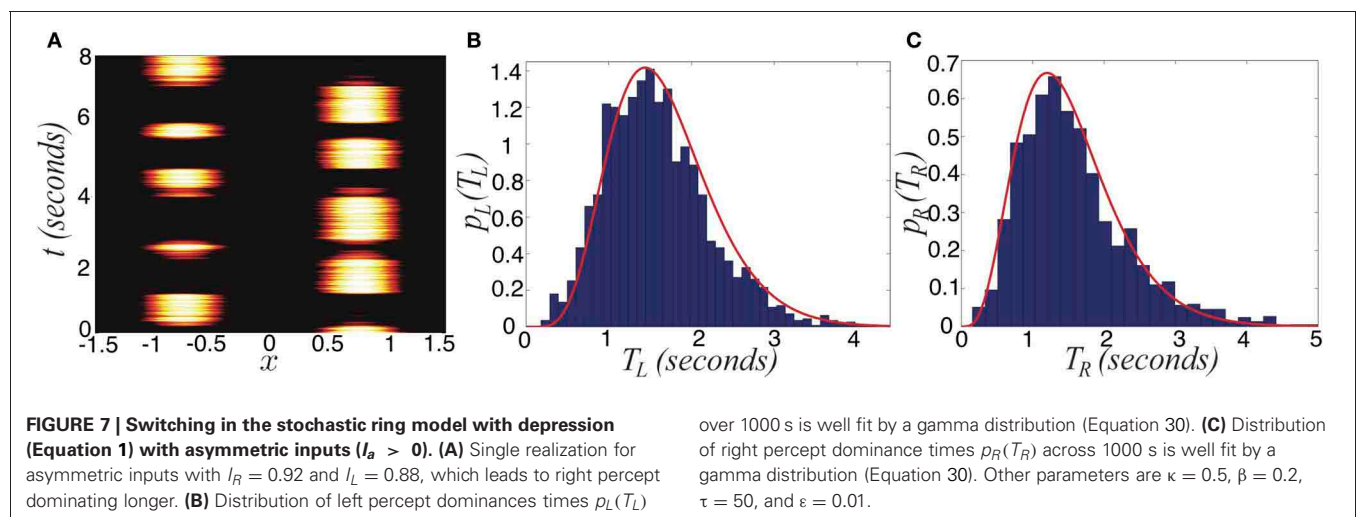 A
8
6
4
2
0
t (seconds)
-1.5 -1 -0.5 0 0.5 1 1.5
x
B
1.4
1.2
1
0.8
0.6
0.4
0.2
0
p_L(T_L)
0 1 2 3 4
T_L (seconds)
C
0.7
0.6
0.5
0.4
0.3
0.2
0.1
0
p_R(T_R)
0 1 2 3 4 5
T_R (seconds)
FIGURE 7 | Switching in the stochastic ring model with depression
(Equation 1) with asymmetric inputs (I_a > 0). (A) Single realization for
asymmetric inputs with I_R = 0.92 and I_L = 0.88, which leads to right percept
dominating longer. (B) Distribution of left percept dominances times p_L(T_L)
over 1000 s is well fit by a gamma distribution (Equation 30). (C) Distribution
of right percept dominance times p_R(T_R) across 1000 s is well fit by a
gamma distribution (Equation 30). Other parameters are κ = 0.5, β = 0.2,
τ = 50, and ε = 0.01.